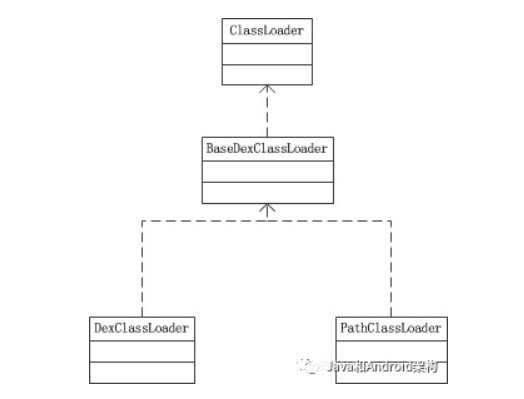 ClassLoader
BaseDexClassLoader
DexClassLoader
PathClassLoader
Java和Android架构